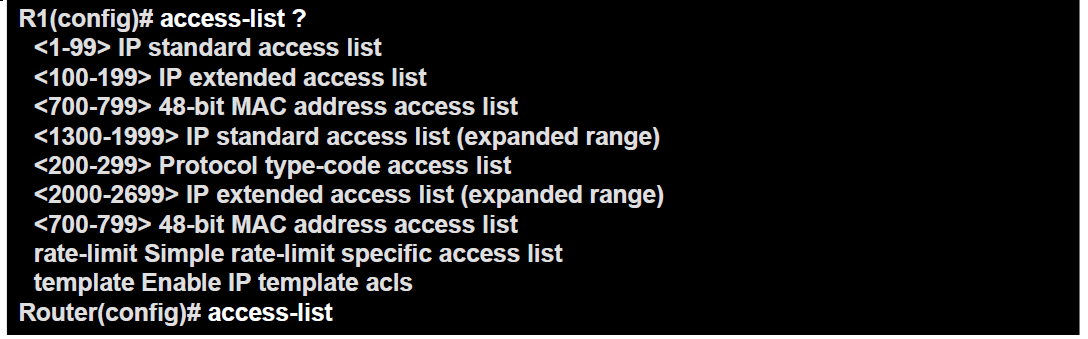 R1(config)# access-list ?
<1-99> IP standard access list
<100-199> IP extended access list
<700-799> 48-bit MAC address access list
<1300-1999> IP standard access list (expanded range)
<200-299> Protocol type-code access list
<2000-2699> IP extended access list (expanded range)
<700-799> 48-bit MAC address access list
rate-limit Simple rate-limit specific access list
template Enable IP template acls
Router(config)# access-list